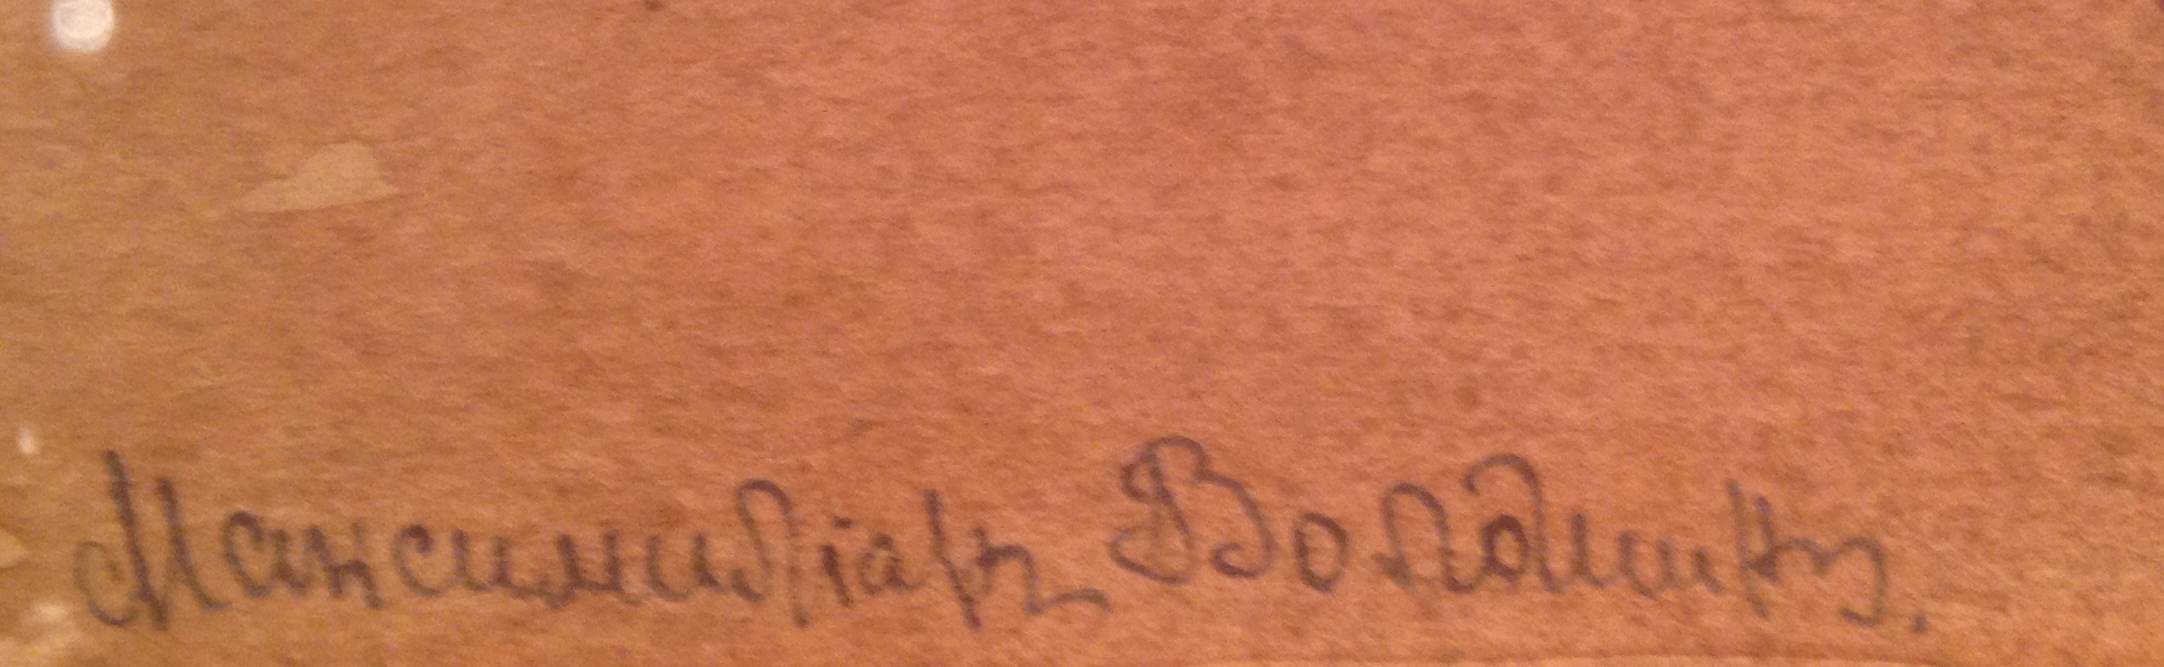 Максимиліанъ Волошинъ.